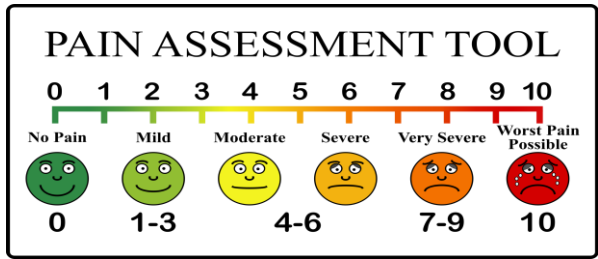 PAIN ASSESSMENT TOOL
0 1 2 3 4 5 6 7 8 9 10
No Pain Mild Moderate Severe Very Severe Worst Pain
Possible
0 1-3 4-6 7-9 10